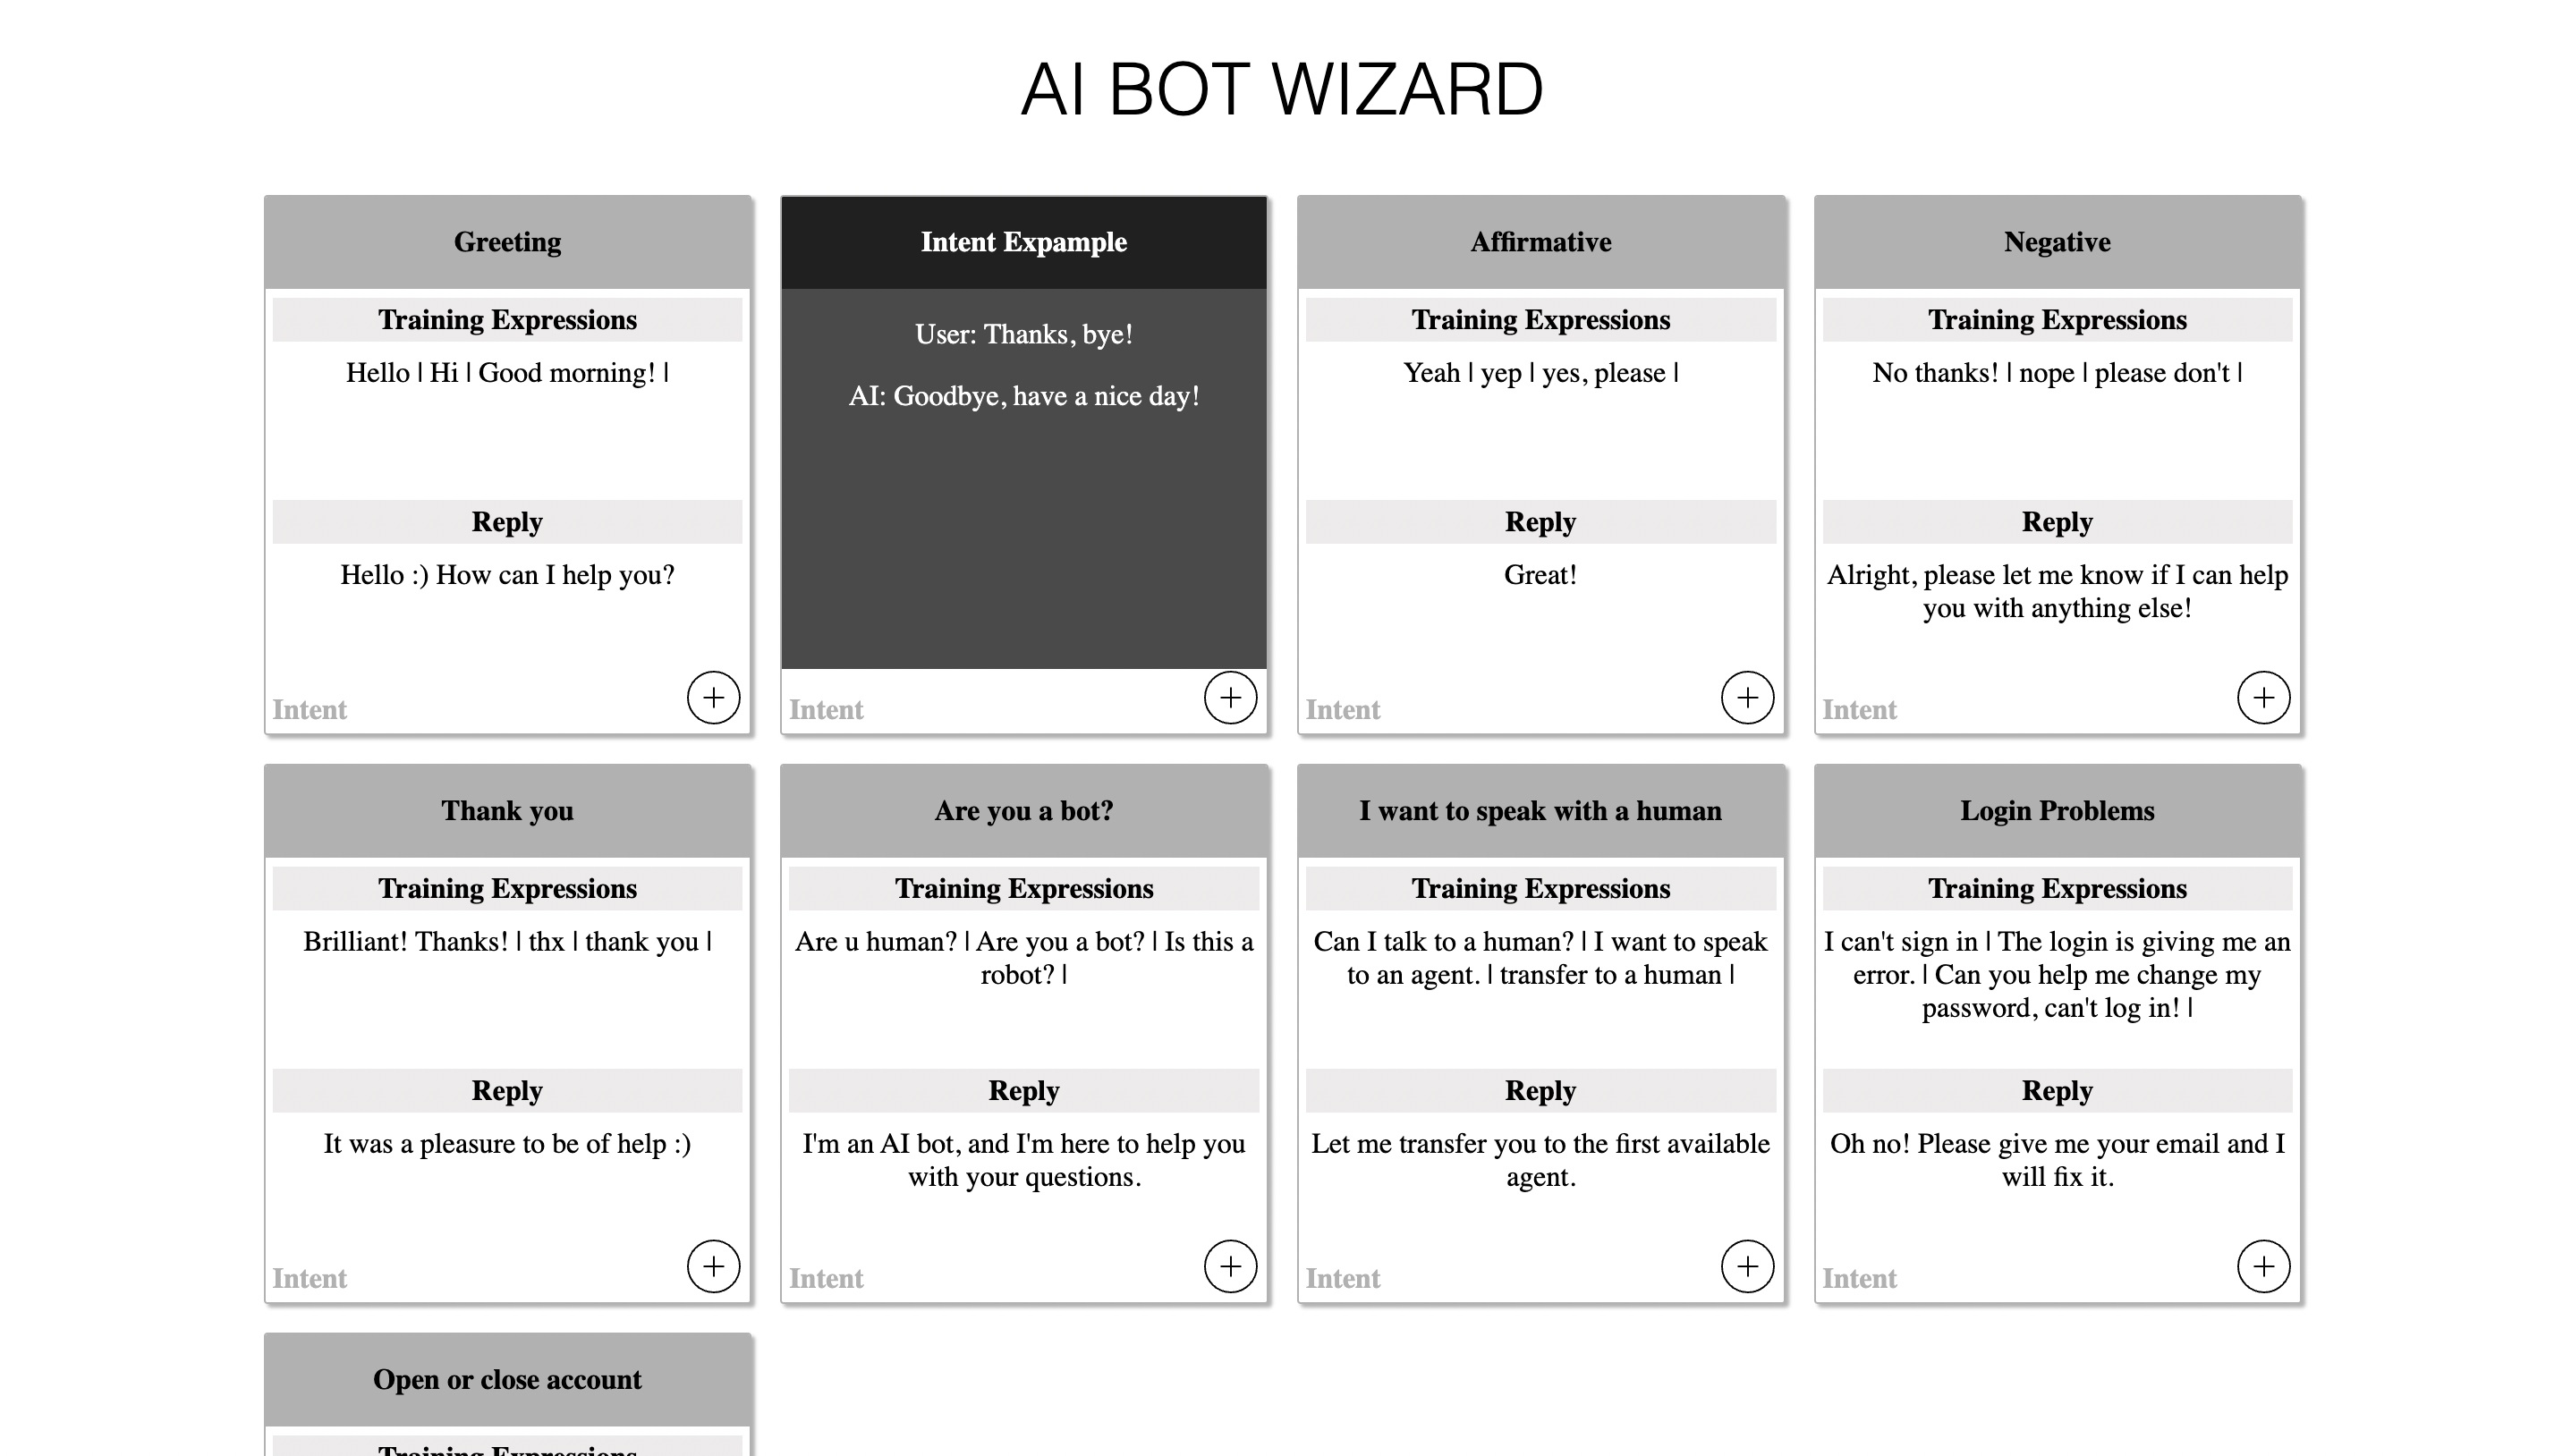 AI BOT WIZARD
Greeting
Training Expressions
Hello | Hi | Good morning! |
Reply
Hello :) How can I help you?
Intent
Intent Expample
User: Thanks, bye!
AI: Goodbye, have a nice day!
Intent
Affirmative
Training Expressions
Yeah | yep | yes, please |
Reply
Great!
Intent
Negative
Training Expressions
No thanks! | nope | please don't |
Reply
Alright, please let me know if I can help
you with anything else!
Intent
Thank you
Training Expressions
Brilliant! Thanks! | thx | thank you |
Reply
It was a pleasure to be of help :)
Intent
Are you a bot?
Training Expressions
Are u human? | Are you a bot? | Is this a
robot? |
Reply
I'm an AI bot, and I'm here to help you
with your questions.
Intent
I want to speak with a human
Training Expressions
Can I talk to a human? | I want to speak
to an agent. | transfer to a human |
Reply
Let me transfer you to the first available
agent.
Intent
Login Problems
Training Expressions
I can't sign in | The login is giving me an
error. | Can you help me change my
password, can't log in! |
Reply
Oh no! Please give me your email and I
will fix it.
Intent
Open or close account
Training Expressions